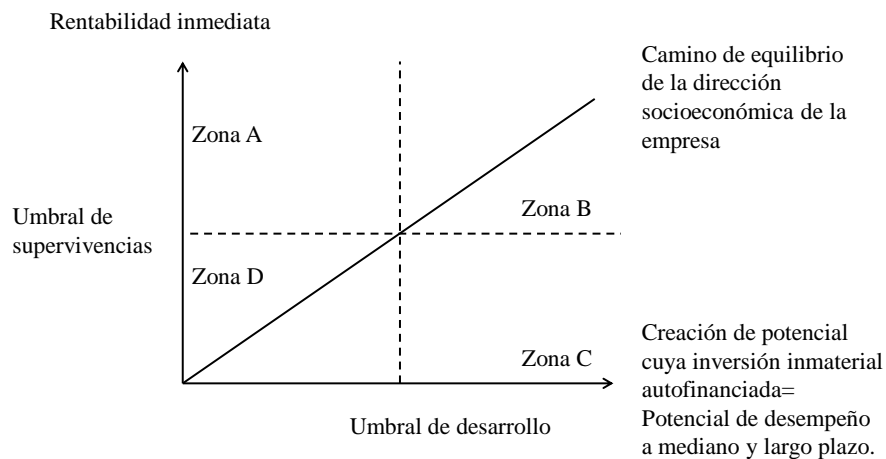 Rentabilidad inmediata
Camino de equilibrio
de la dirección
socioeconómica de la
empresa
Zona A
Umbral de
supervivencias
Zona B
Zona D
Zona C
Creación de potencial
cuya inversión inmaterial
autofinanciada=
Potencial de desempeño
a mediano y largo plazo.
Umbral de desarrollo